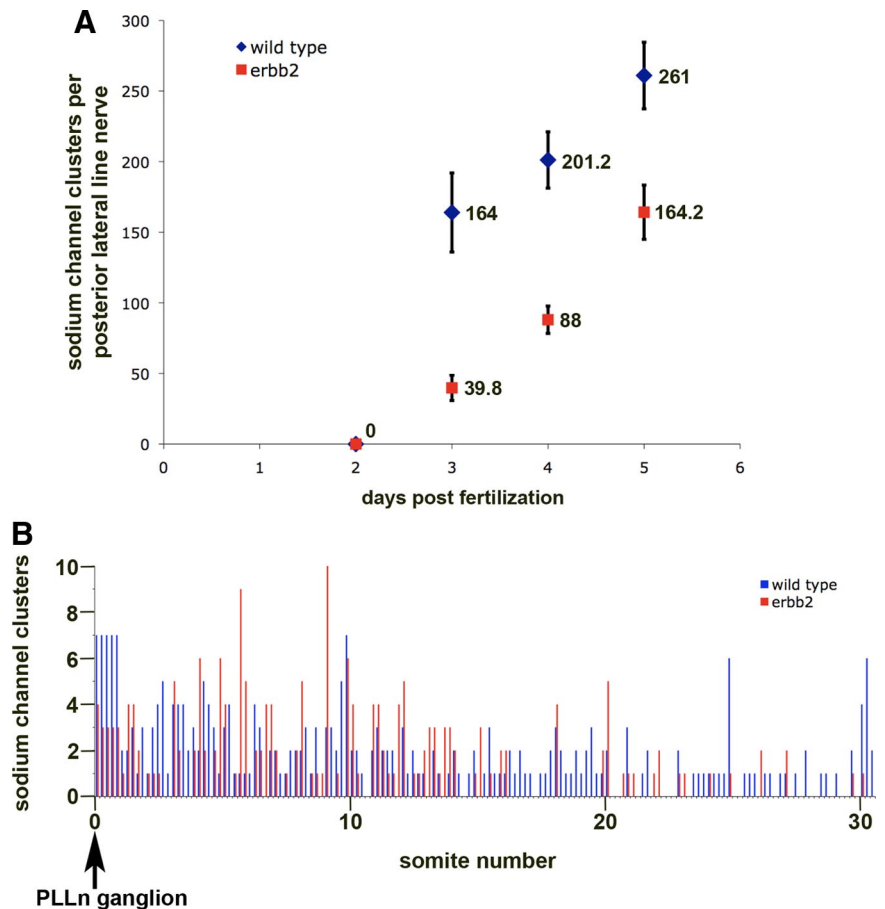 A
300
250
200
150
100
50
0
sodium channel clusters per
posterior lateral line nerve
wild type
erbb2
261
201.2
164
164.2
88
39.8
0
0 1 2 3 4 5 6
days post fertilization
B
sodium channel clusters
10
8
6
4
2
0
wild type
erbb2
0 10 20 30
somite number
PLLn ganglion